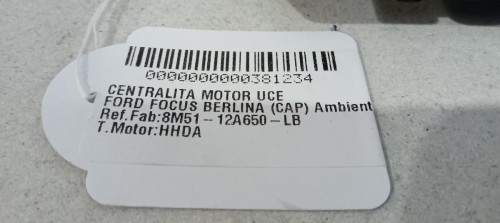 0000000000381234
CENTRALITA MOTOR UCE
FORD FOCUS BERLINA (CAP) Ambient
Ref.Fab:8M51-12A650-LB
T.Motor:HHDA